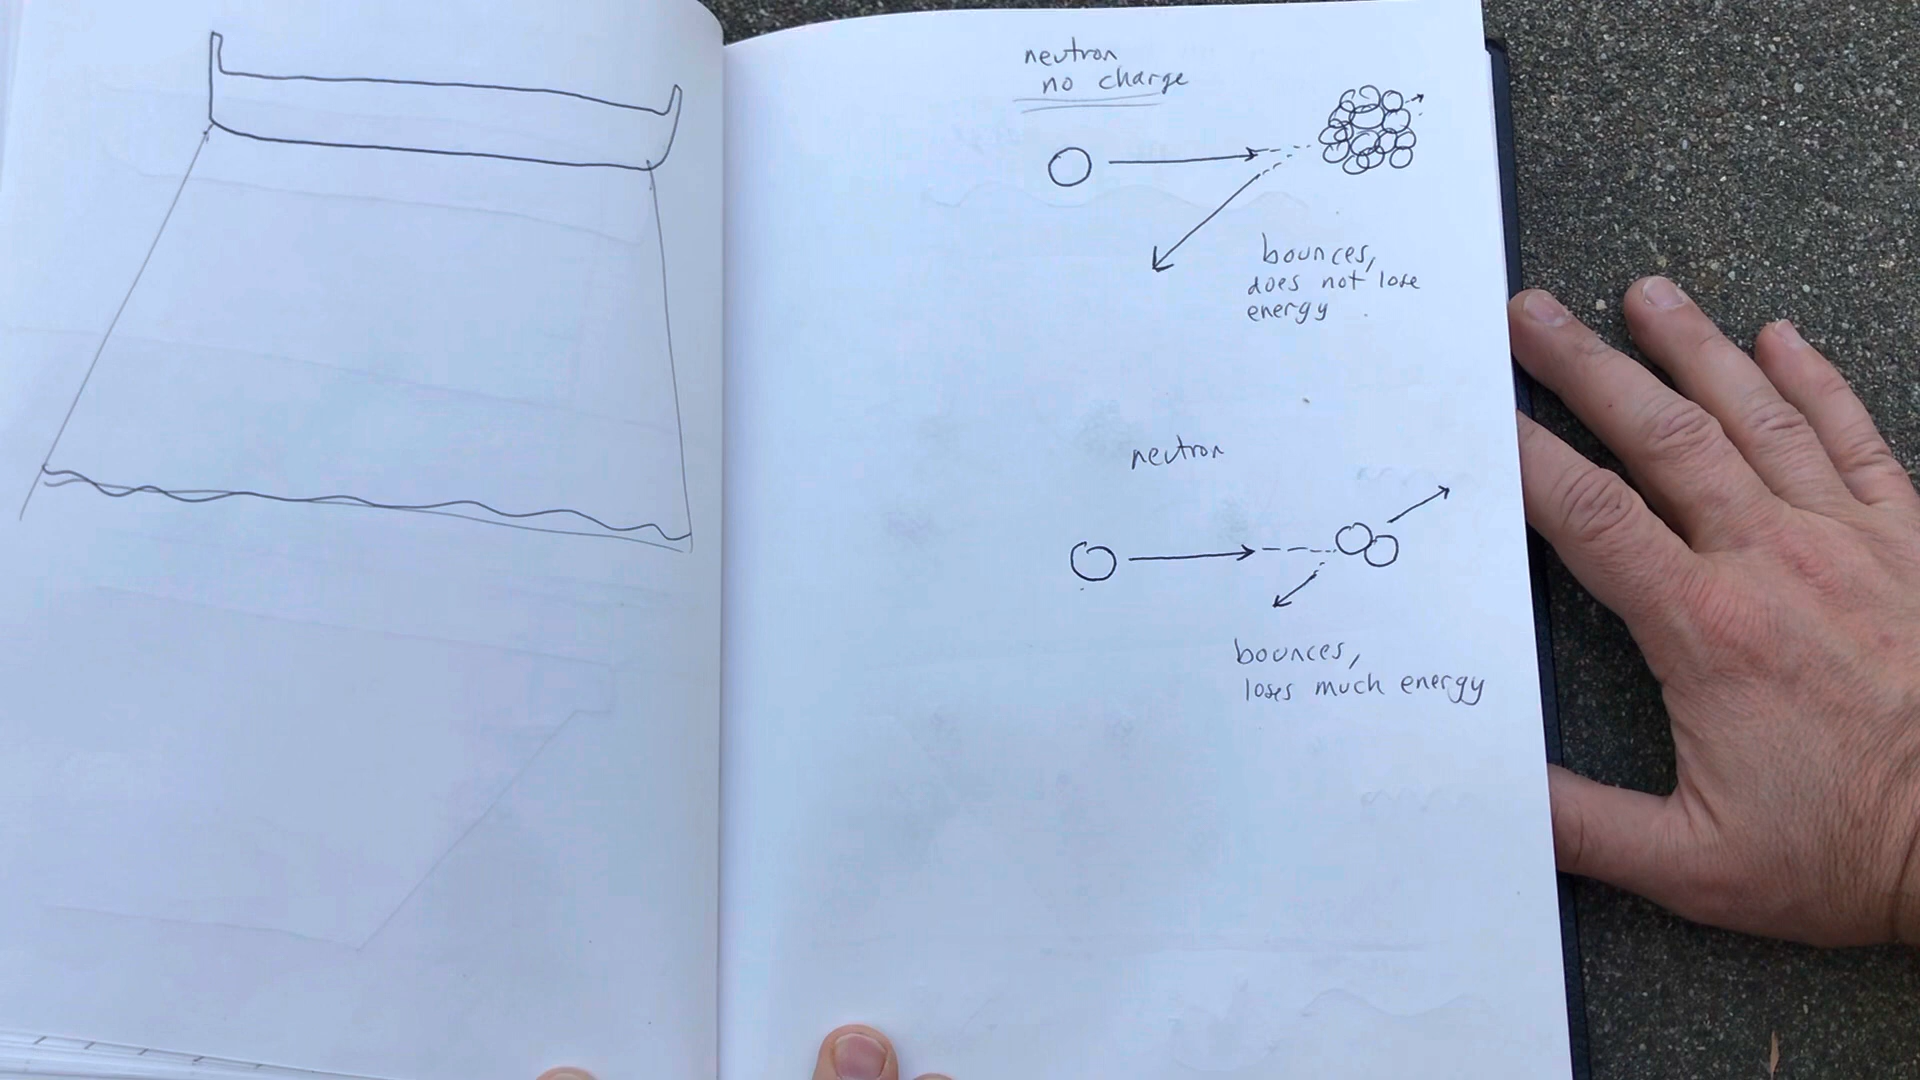 neutron
no charge
bounces,
does not lose
energy
neutron
bounces,
loses much energy